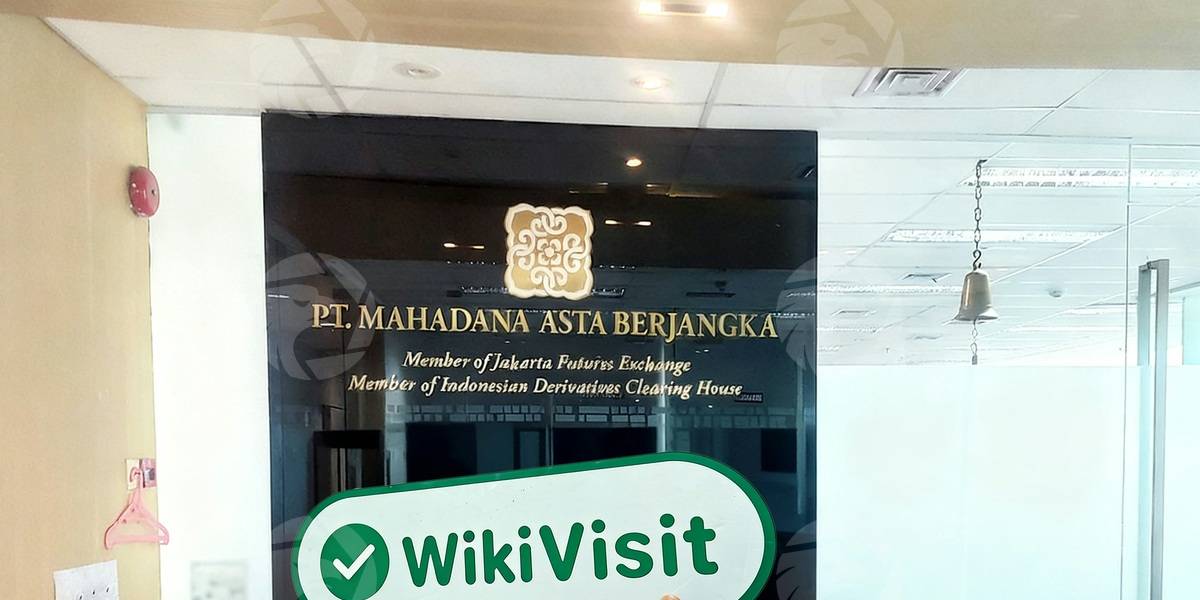 PT. MAHADANA ASTA BERJANGKA
Member of Jakarta Futures Exchange
Member of Indonesian Derivatives Clearing House
WikiVisit